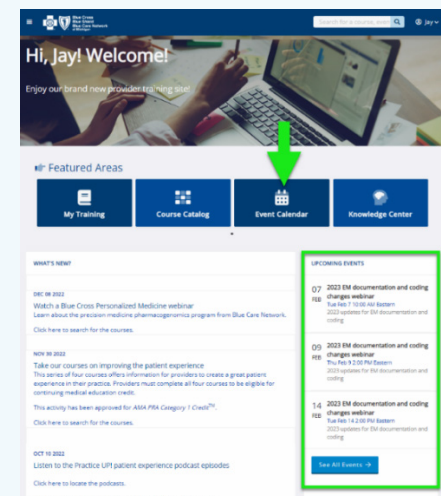 Blue Cross
Blue Shield
Blue Care Network
of Michigan
Search for a course, event
Jay
Hi, Jay! Welcome!
Enjoy our brand new provider training site!
Featured Areas
My Training
Course Catalog
Event Calendar
Knowledge Center
WHAT'S NEW?
DEC 08 2022
Watch a Blue Cross Personalized Medicine webinar
Learn about the precision medicine pharmacogenomics program from Blue Care Network.
Click here to search for the courses.
NOV 30 2022
Take our courses on improving the patient experience
This series of four courses offers information for providers to create a great patient
experience in their practice. Providers must complete all four courses to be eligible for
continuing medical education credit.
This activity has been approved for AMA PRA Category 1 Credit™.
Click here to search for the courses.
OCT 10 2022
Listen to the Practice UP! patient experience podcast episodes
Click here to locate the podcasts.
UPCOMING EVENTS
07 FEB
2023 EM documentation and coding
changes webinar
Tue Feb 7 10:00 AM Eastern
2023 updates for EM documentation and
coding
09 FEB
2023 EM documentation and coding
changes webinar
Thu Feb 9 2:00 PM Eastern
2023 updates for EM documentation and
coding
14 FEB
2023 EM documentation and coding
changes webinar
Tue Feb 14 2:00 PM Eastern
2023 updates for EM documentation and
coding
See All Events →